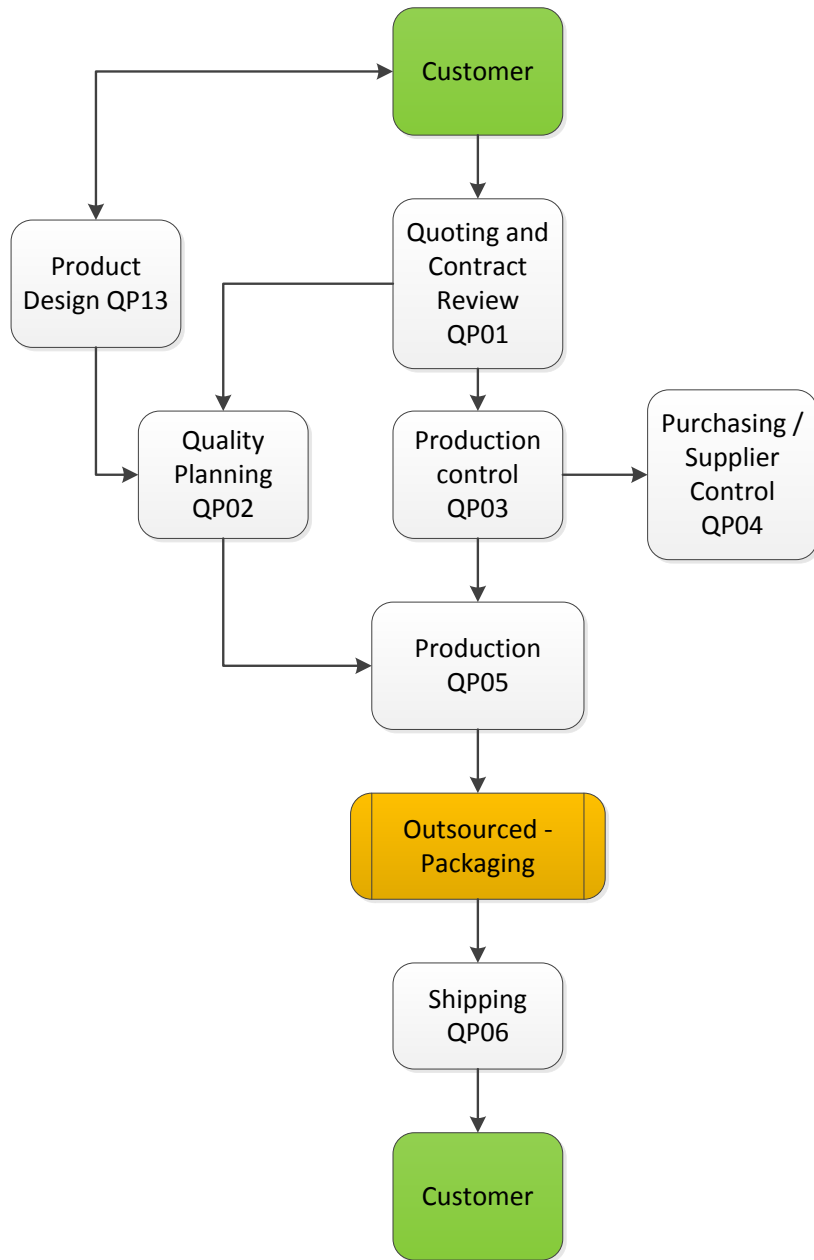 Customer
Quoting and
Contract
Review
QP01
Product
Design QP13
Quality
Planning
QP02
Production
control
QP03
Purchasing /
Supplier
Control
QP04
Production
QP05
Outsourced -
Packaging
Shipping
QP06
Customer